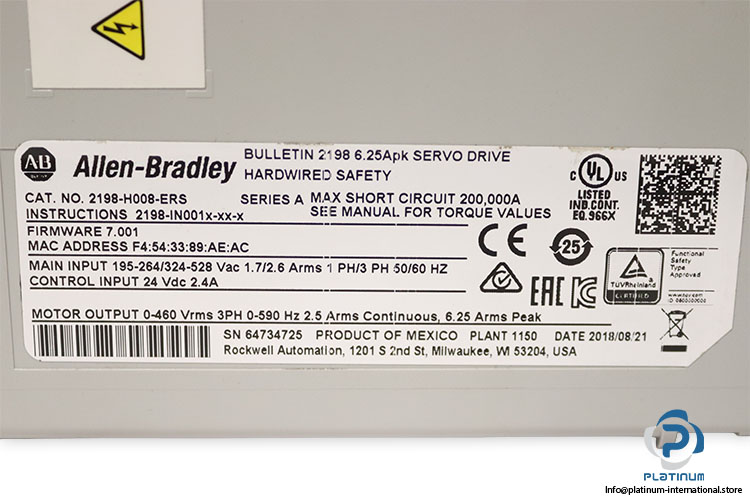 AB Allen-Bradley
BULLETIN 2198 6.25Apk SERVO DRIVE
HARDWIRED SAFETY
CAT. NO. 2198-H008-ERS
SERIES A
MAX SHORT CIRCUIT 200,000A
INSTRUCTIONS 2198-IN001x-xx-x
SEE MANUAL FOR TORQUE VALUES
FIRMWARE 7.001
MAC ADDRESS F4:54:33:89:AE:AC
MAIN INPUT 195-264/324-528 Vac 1.7/2.6 Arms 1 PH/3 PH 50/60 HZ
CONTROL INPUT 24 Vdc 2.4A
MOTOR OUTPUT 0-460 Vrms 3PH 0-590 Hz 2.5 Arms Continuous, 6.25 Arms Peak
SN 64734725 PRODUCT OF MEXICO PLANT 1150 DATE 2018/08/21
Rockwell Automation, 1201 S 2nd St, Milwaukee, WI 53204, USA
C UL US
LISTED
IND.CONT.
EQ.966X
CE
25
EAC
TÜVRheinland
CERTIFIED
Functional
Safety
Type
Approved
www.tuv.com
PLATINUM
Info@platinum-international.store